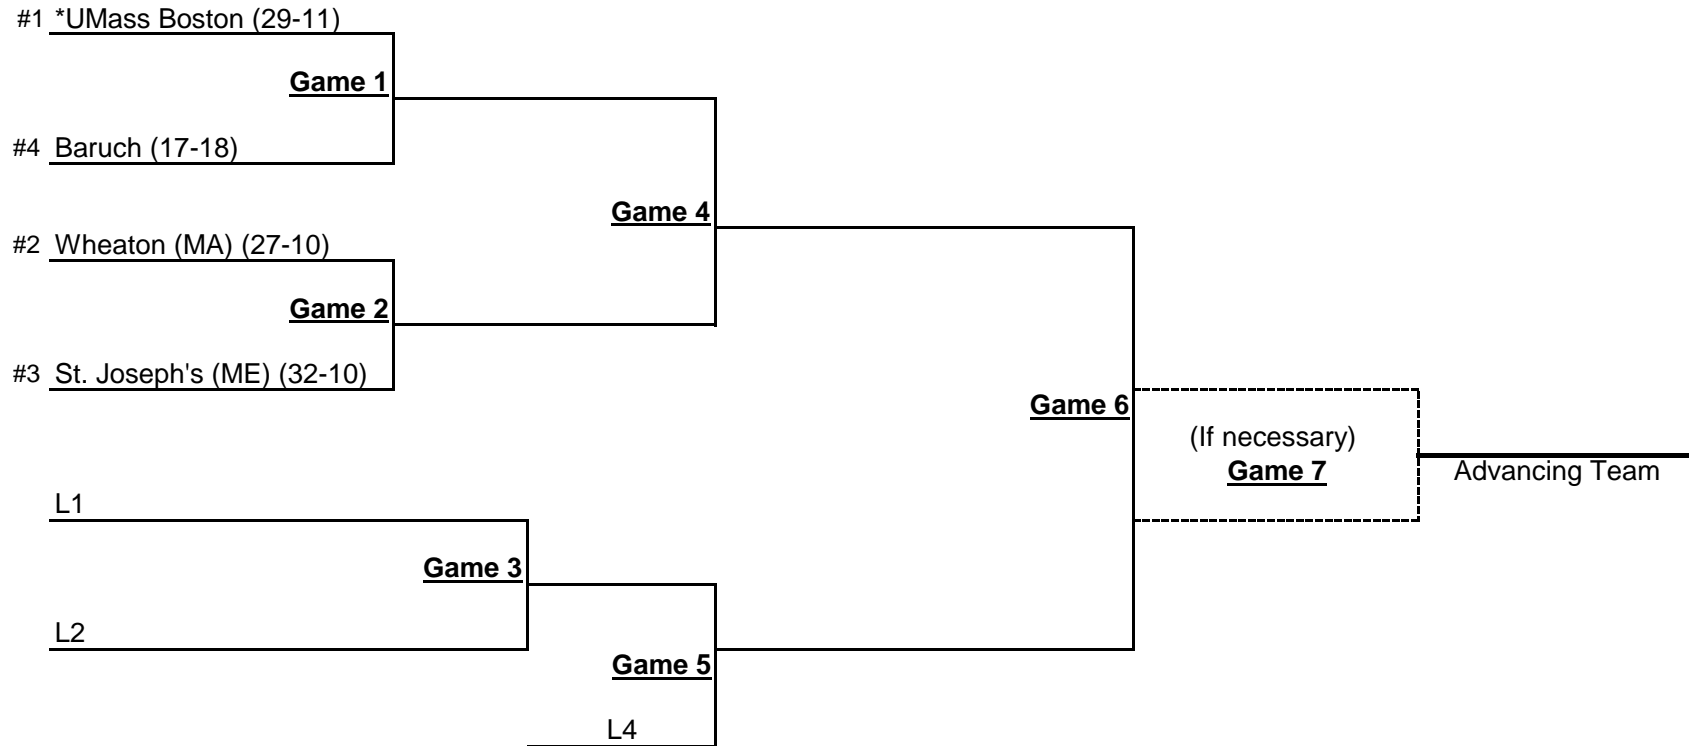 #1 *UMass Boston (29-11)
Game 1
#4 Baruch (17-18)
Game 4
#2 Wheaton (MA) (27-10)
Game 2
#3 St. Joseph's (ME) (32-10)
Game 6
(If necessary)
Game 7
Advancing Team
L1
Game 3
L2
Game 5
L4